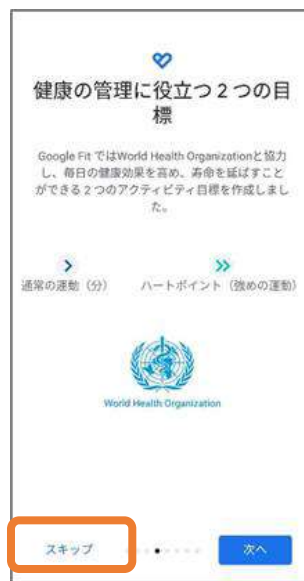 健康の管理に役立つ2つの目
標
Google Fit ではWorld Health Organizationと協力
し、毎日の健康効果を高め、寿命を延ばすこと
ができる2つのアクティビティ目標を作成しまし
た。
通常の運動（分）
ハートポイント（強めの運動）
World Health Organization
スキップ
次へ